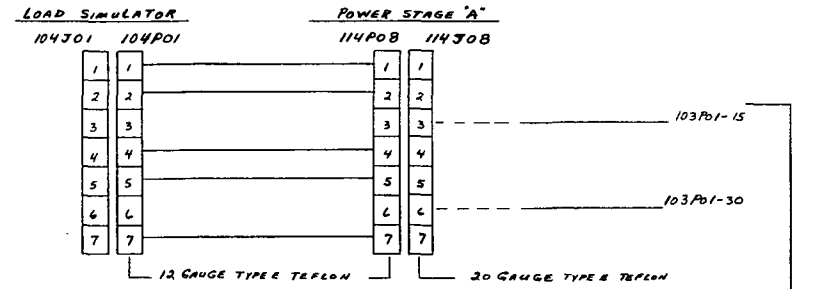 LOAD SIMULATOR
POWER STAGE "A"
104J01 104P01
114P08 114J08
1 1 1 1
2 2 2 2
3 3 3 3
103P01-15
4 4 4 4
5 5 5 5
6 6 6 6
103P01-30
7 7 7 7
12 GAUGE TYPE E TEFLON
20 GAUGE TYPE E TEFLON